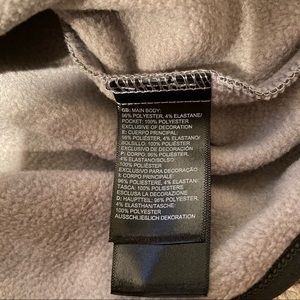 GB: MAIN BODY:
96% POLYESTER, 4% ELASTANE/
POCKET: 100% POLYESTER
EXCLUSIVE OF DECORATION
E: CUERPO PRINCIPAL:
96% POLIÉSTER, 4% ELASTANO/
BOLSILLO: 100% POLIÉSTER
EXCLUSIVO DE DECORACIÓN
P: CORPO: 96% POLIÉSTER,
4% ELASTANO/BOLSO:
100% POLIÉSTER
EXCLUSIVO PARA DECORAÇÃO
I: CORPO PRINCIPALE:
96% POLIESTERE, 4% ELASTAN/
TASCA: 100% POLIESTERE
ESCLUSA LA DECORAZIONE
D: HAUPTTEIL: 96% POLYESTER,
4% ELASTHAN/TASCHE:
100% POLYESTER
AUSSCHLIEßLICH DEKORATION